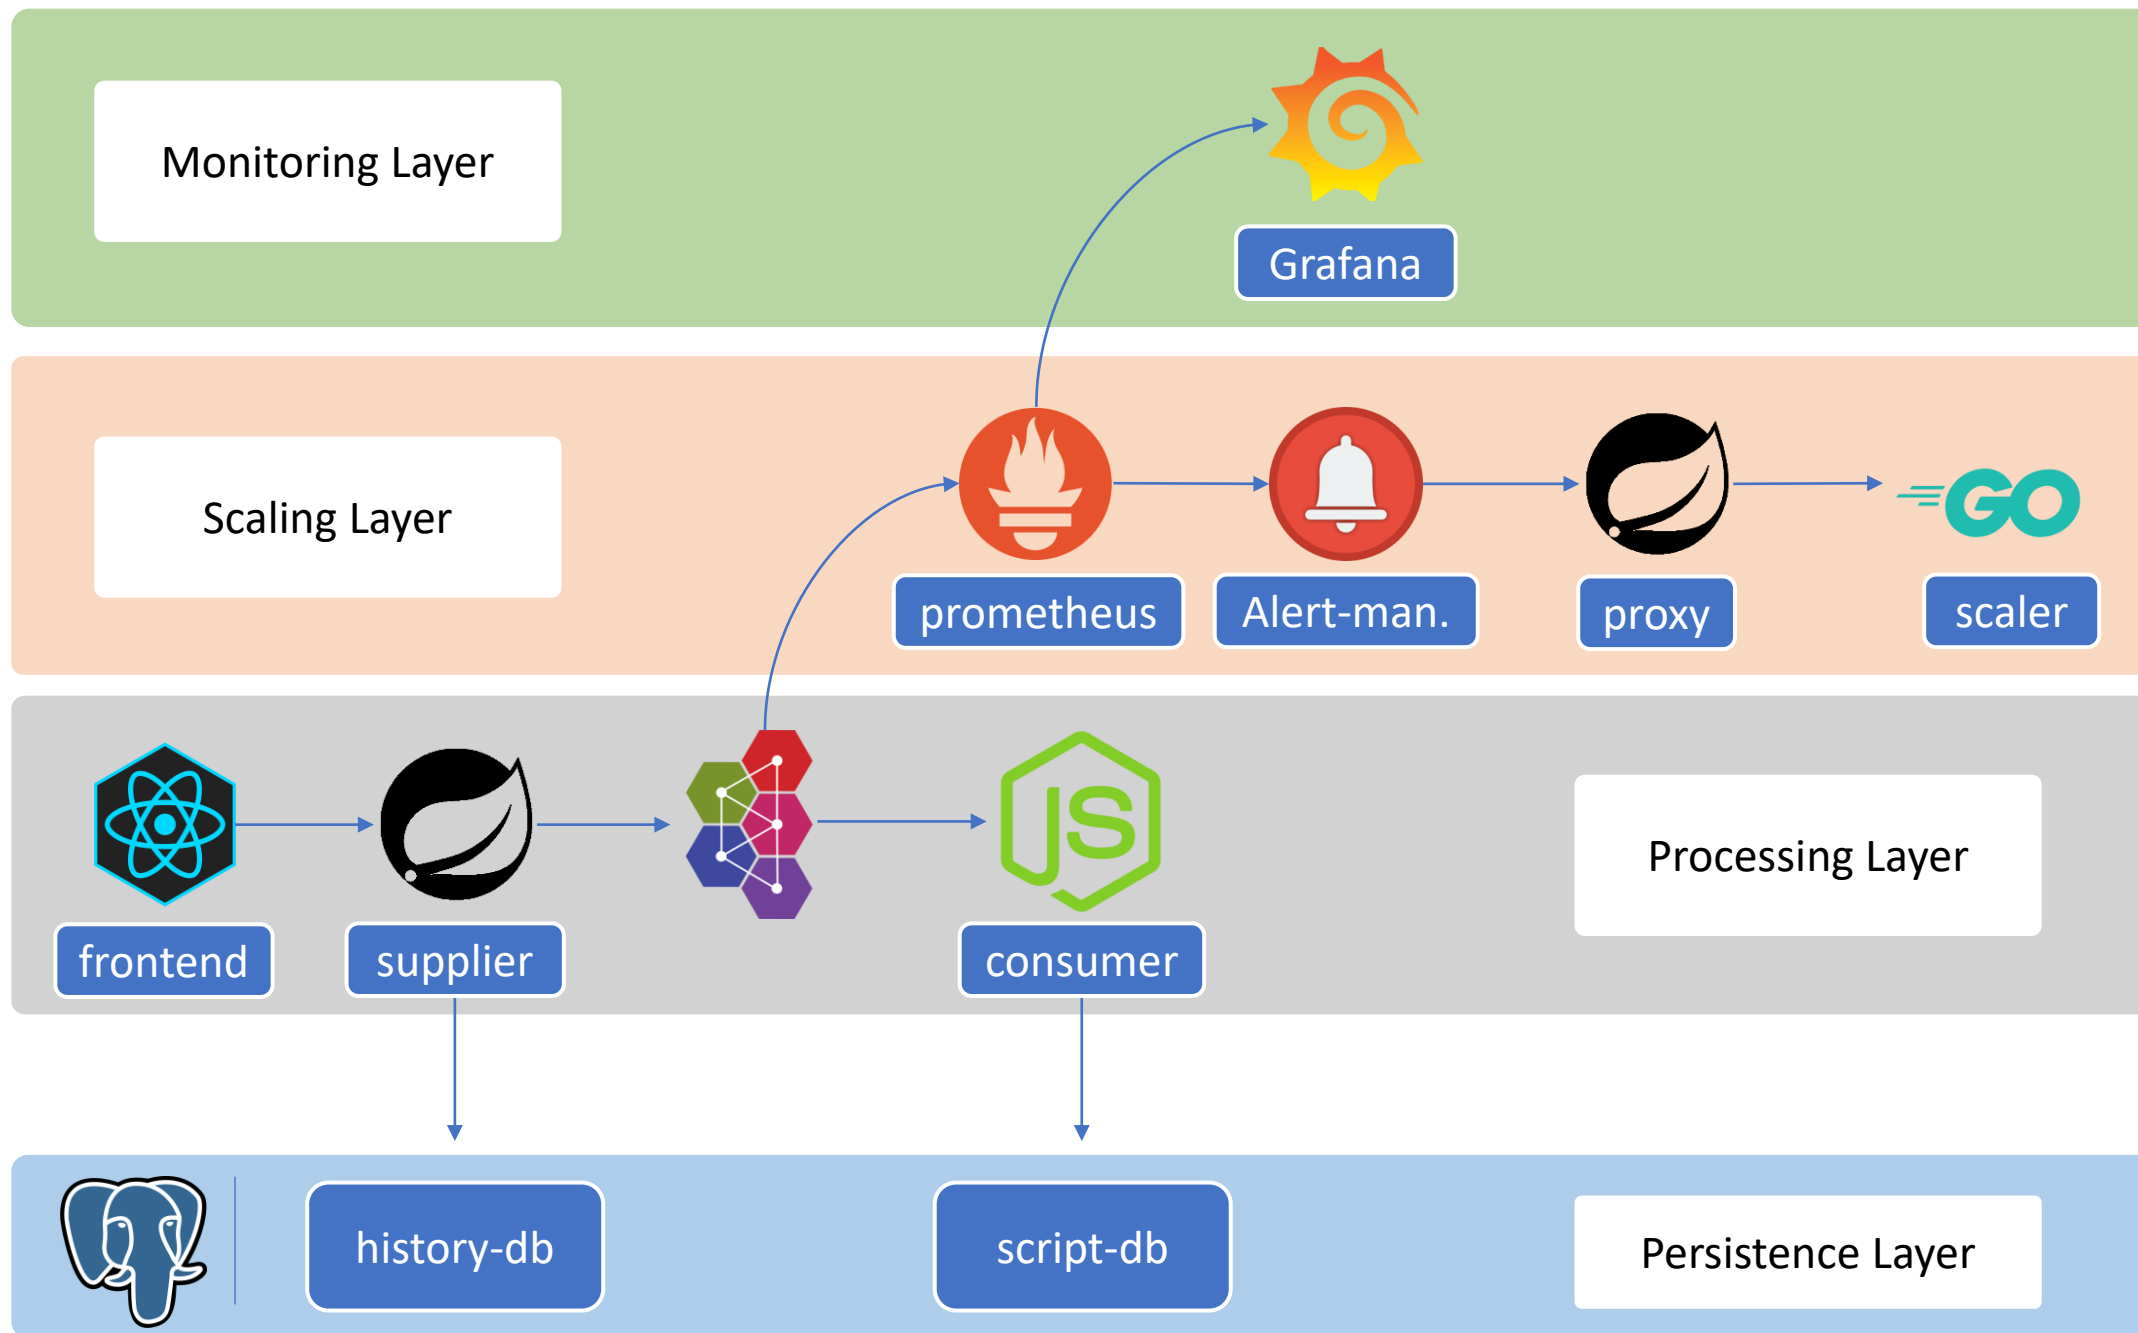 Monitoring Layer
Grafana
Scaling Layer
prometheus
Alert-man.
proxy
GO
scaler
JS
Processing Layer
frontend
supplier
consumer
history-db
script-db
Persistence Layer